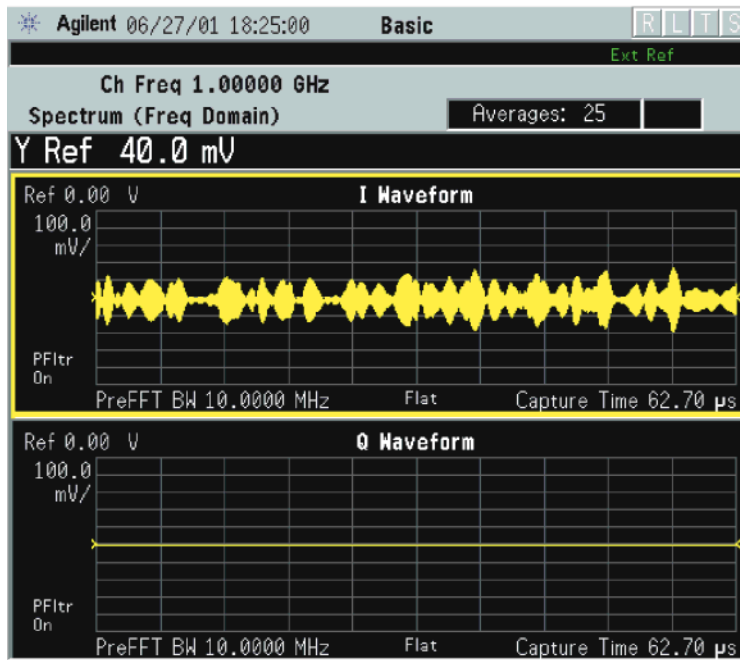 Agilent 06/27/01 18:25:00 Basic R L T S
Ext Ref
Ch Freq 1.00000 GHz
Spectrum (Freq Domain) Averages: 25
Y Ref 40.0 mV
Ref 0.00 V I Waveform
100.0
mV/
PFltr
On
PreFFT BW 10.0000 MHz Flat Capture Time 62.70 µs
Ref 0.00 V Q Waveform
100.0
mV/
PFltr
On
PreFFT BW 10.0000 MHz Flat Capture Time 62.70 µs